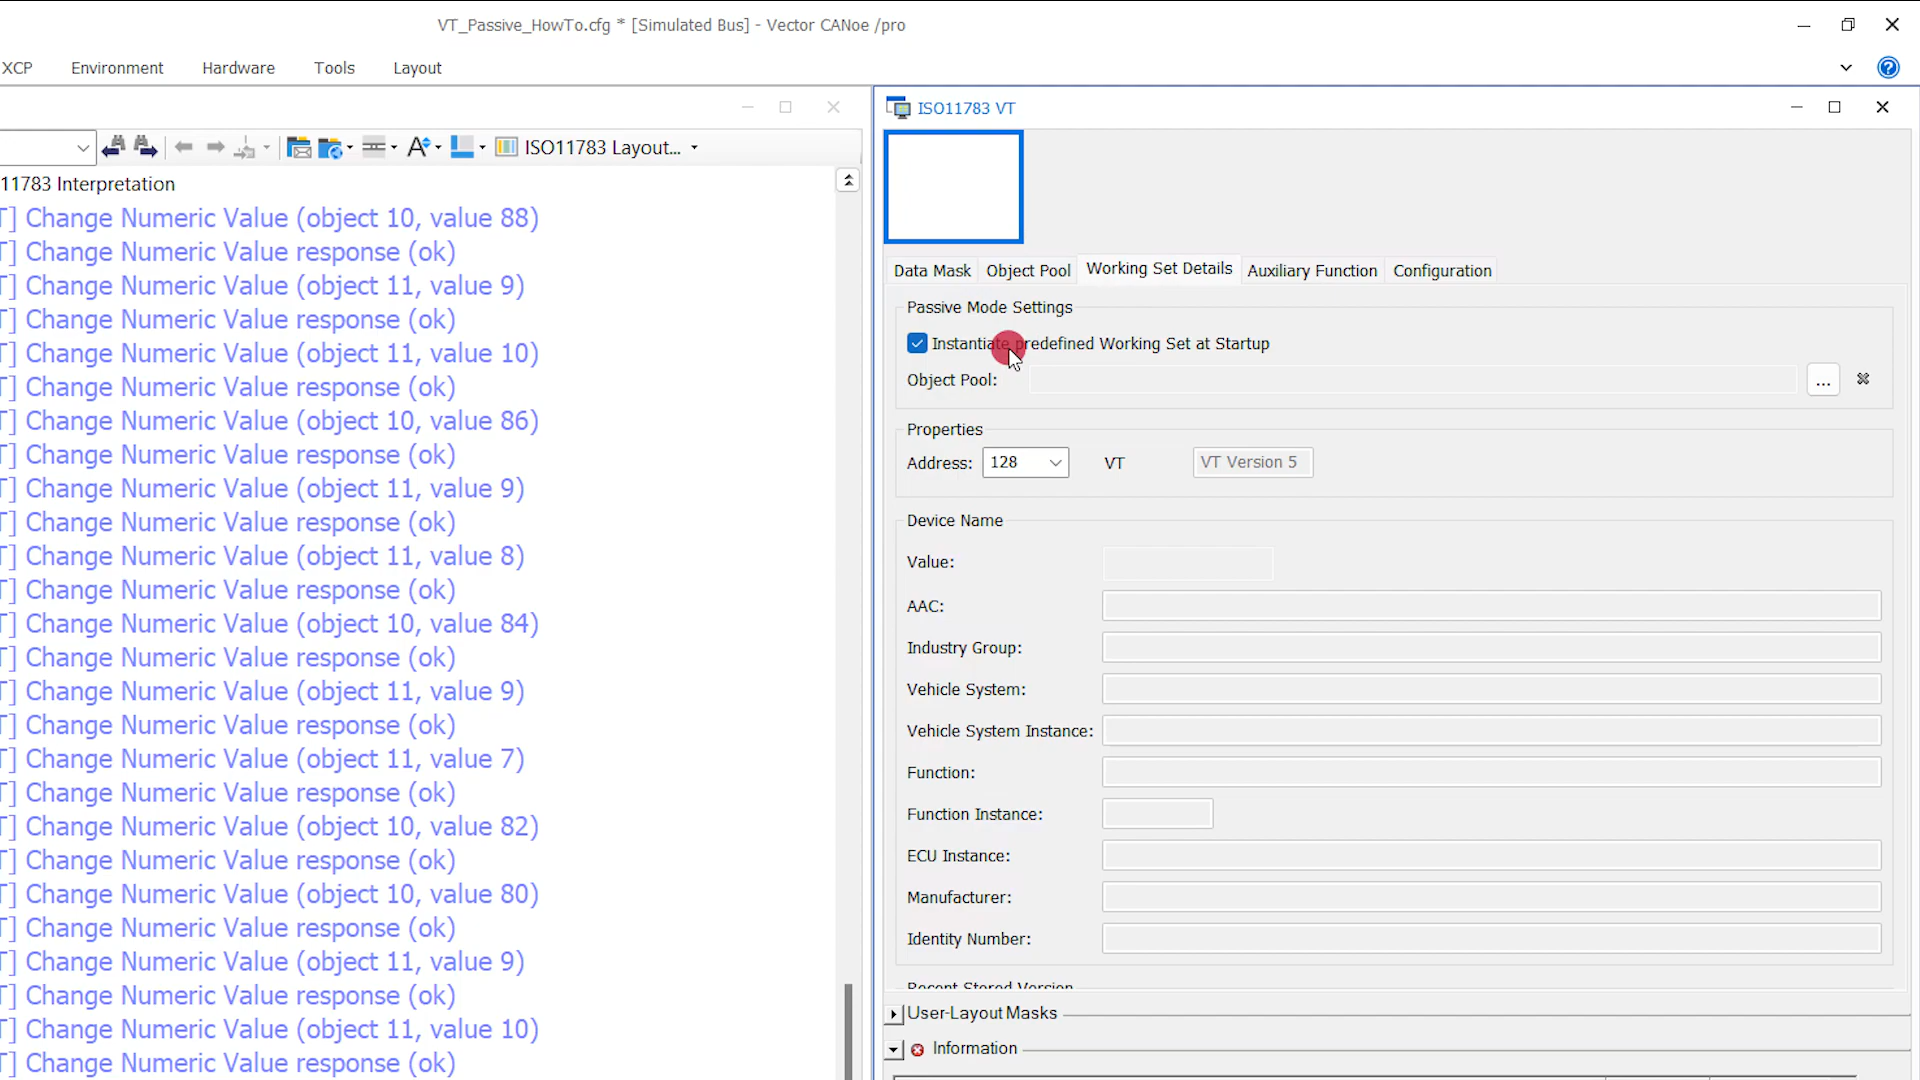 VT_Passive_HowTo.cfg * [Simulated Bus] - Vector CANoe /pro
XCP Environment Hardware Tools Layout
ISO11783 Layout...
11783 Interpretation
T] Change Numeric Value (object 10, value 88)
T] Change Numeric Value response (ok)
T] Change Numeric Value (object 11, value 9)
T] Change Numeric Value response (ok)
T] Change Numeric Value (object 11, value 10)
T] Change Numeric Value response (ok)
T] Change Numeric Value (object 10, value 86)
T] Change Numeric Value response (ok)
T] Change Numeric Value (object 11, value 9)
T] Change Numeric Value response (ok)
T] Change Numeric Value (object 11, value 8)
T] Change Numeric Value response (ok)
T] Change Numeric Value (object 10, value 84)
T] Change Numeric Value response (ok)
T] Change Numeric Value (object 11, value 9)
T] Change Numeric Value response (ok)
T] Change Numeric Value (object 11, value 7)
T] Change Numeric Value response (ok)
T] Change Numeric Value (object 10, value 82)
T] Change Numeric Value response (ok)
T] Change Numeric Value (object 10, value 80)
T] Change Numeric Value response (ok)
T] Change Numeric Value (object 11, value 9)
T] Change Numeric Value response (ok)
T] Change Numeric Value (object 11, value 10)
T] Change Numeric Value response (ok)
ISO11783 VT
Data Mask Object Pool Working Set Details Auxiliary Function Configuration
Passive Mode Settings
Instantiate predefined Working Set at Startup
Object Pool: ...
Properties
Address: 128 VT VT Version 5
Device Name
Value:
AAC:
Industry Group:
Vehicle System:
Vehicle System Instance:
Function:
Function Instance:
ECU Instance:
Manufacturer:
Identity Number:
Recent Stored Version
User-Layout Masks
Information